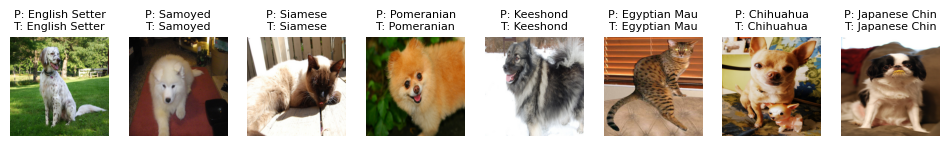 P: English Setter
T: English Setter
P: Samoyed
T: Samoyed
P: Siamese
T: Siamese
P: Pomeranian
T: Pomeranian
P: Keeshond
T: Keeshond
P: Egyptian Mau
T: Egyptian Mau
P: Chihuahua
T: Chihuahua
P: Japanese Chin
T: Japanese Chin